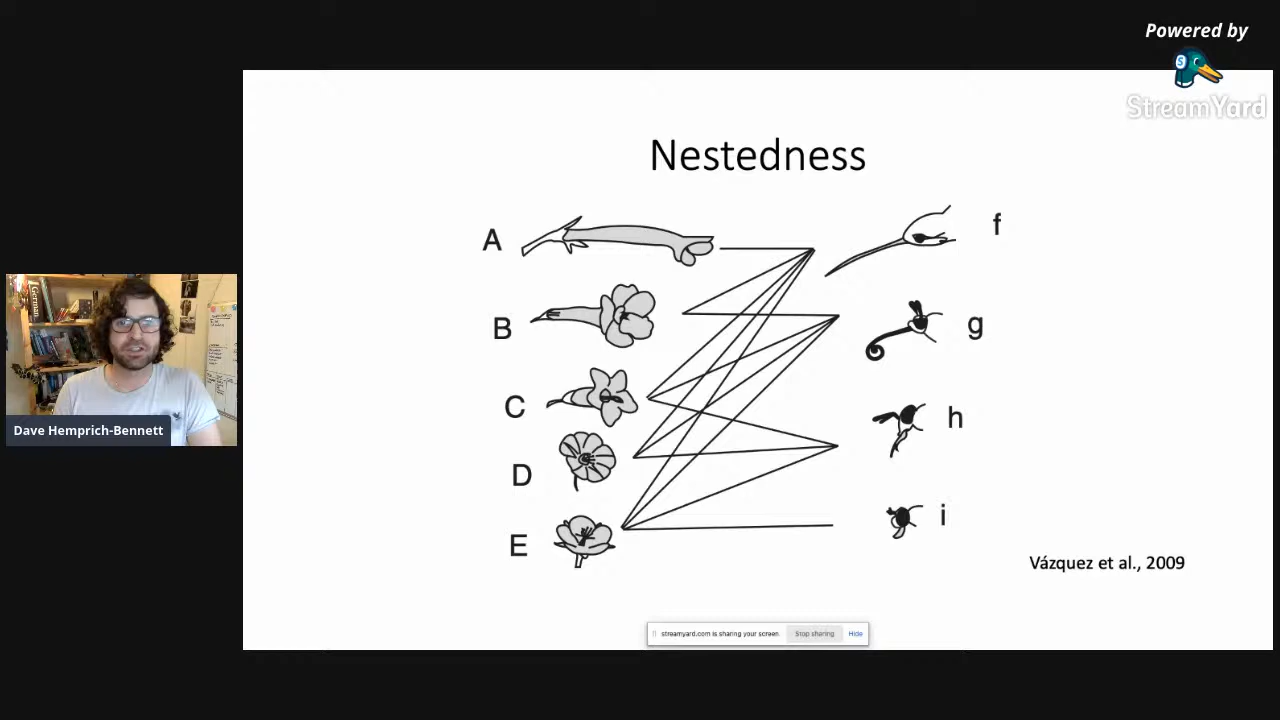 Powered by
StreamYard
Nestedness
A
f
B
g
C
h
D
i
E
Vázquez et al., 2009
German
Dave Hemprich-Bennett
streamyard.com is sharing your screen.
Stop sharing
Hide